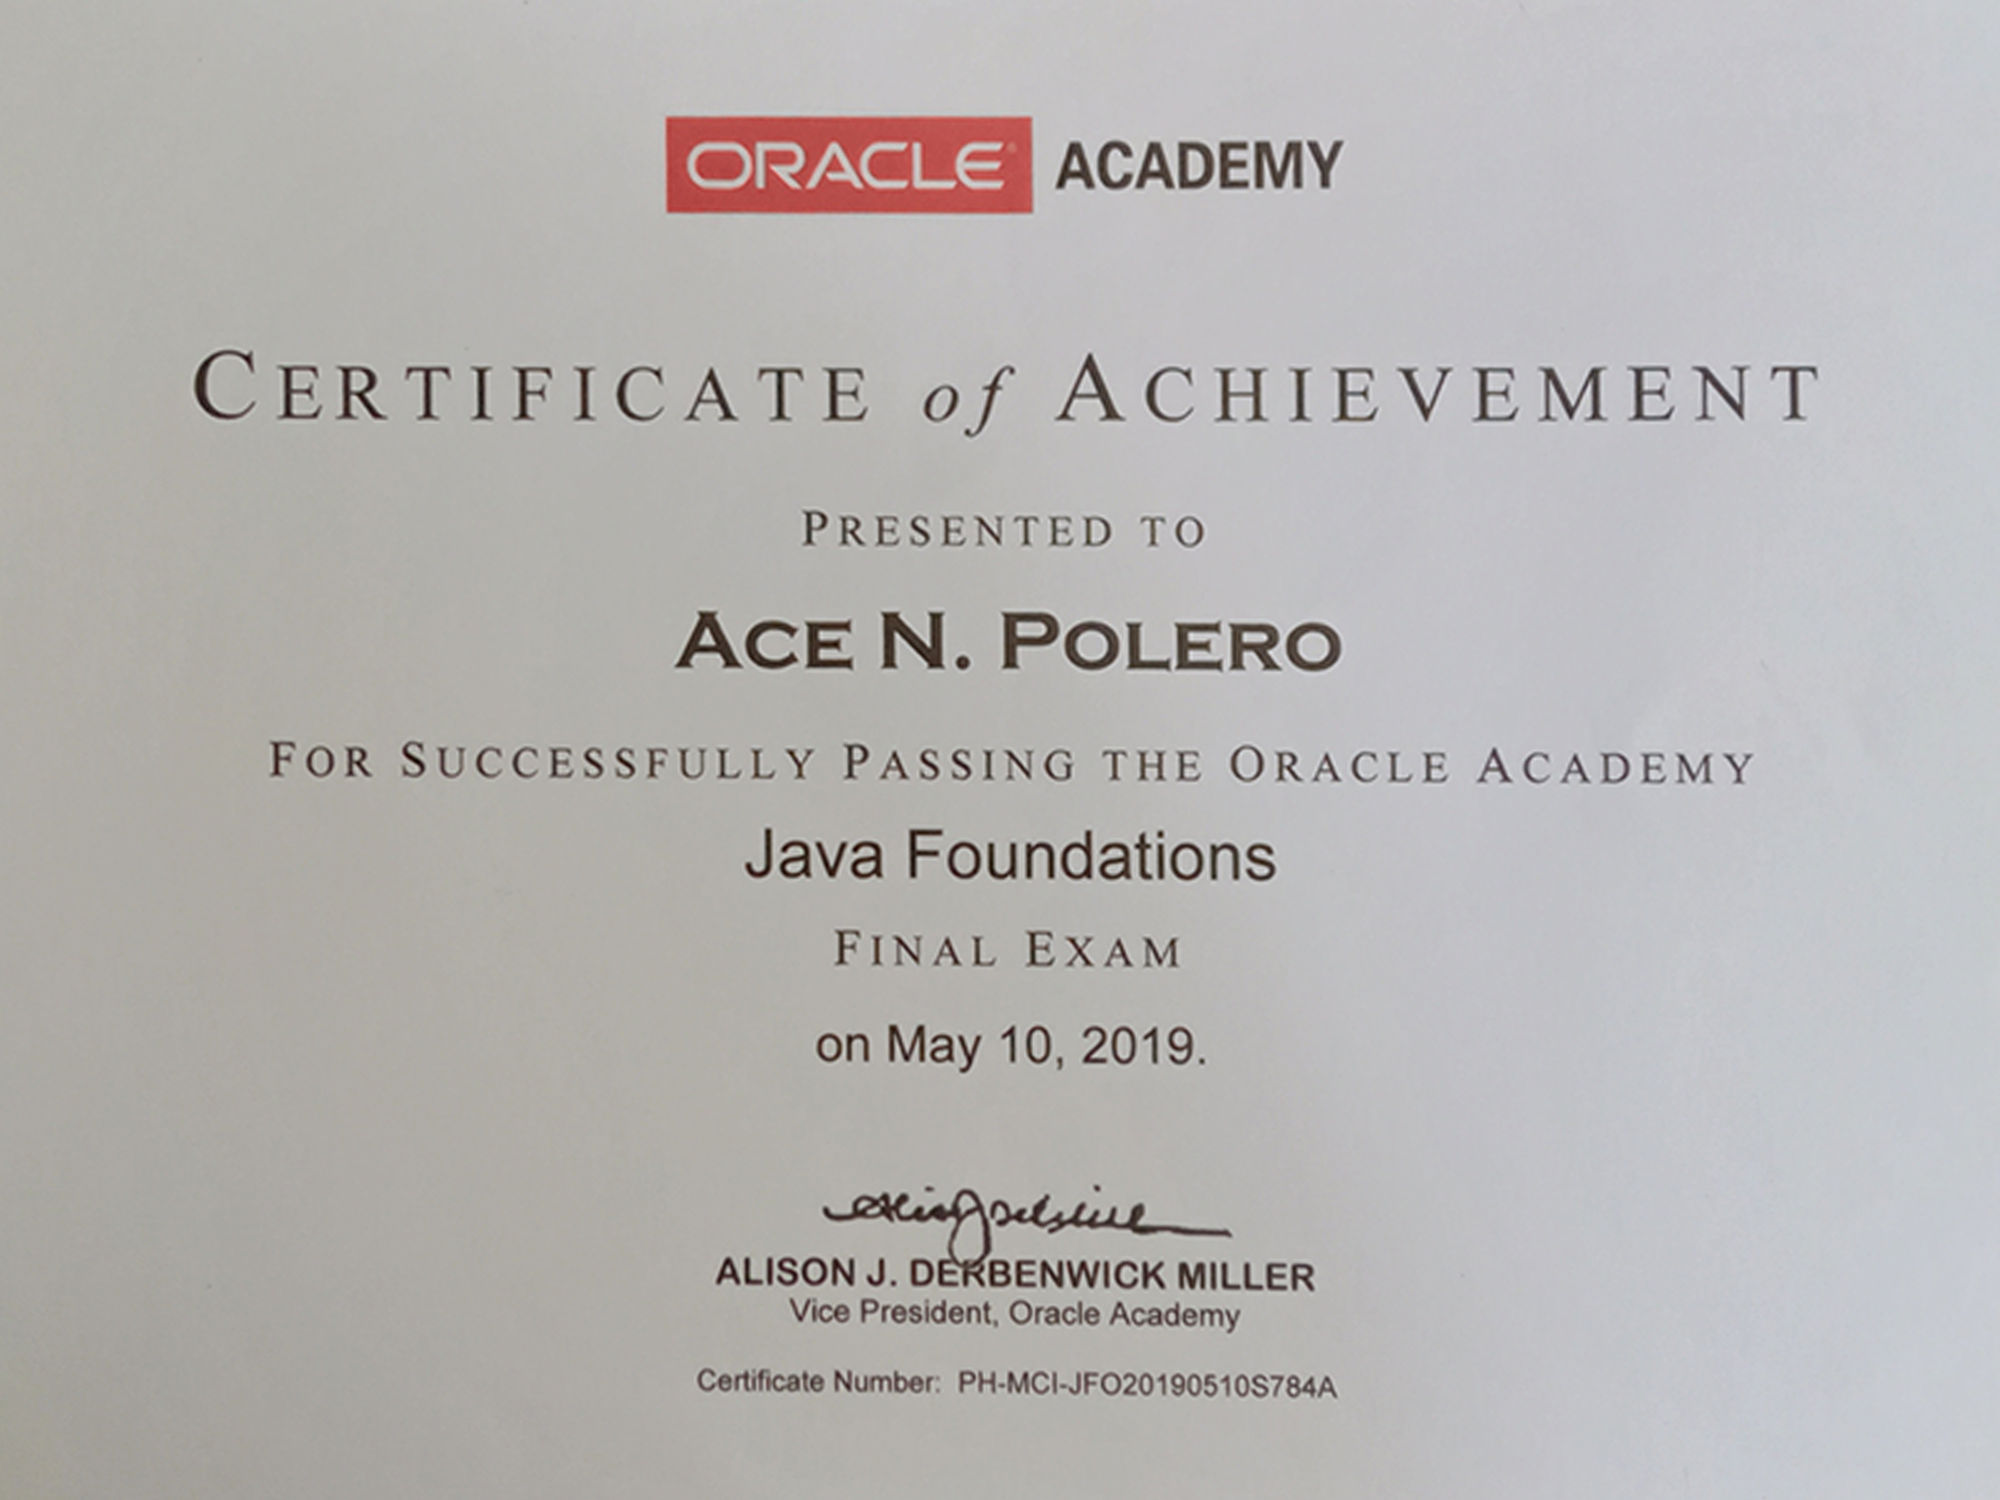 ORACLE® ACADEMY
CERTIFICATE of ACHIEVEMENT
PRESENTED TO
ACE N. POLERO
FOR SUCCESSFULLY PASSING THE ORACLE ACADEMY
Java Foundations
FINAL EXAM
on May 10, 2019.
ALISON J. DERBENWICK MILLER
Vice President, Oracle Academy
Certificate Number: PH-MCI-JFO20190510S784A